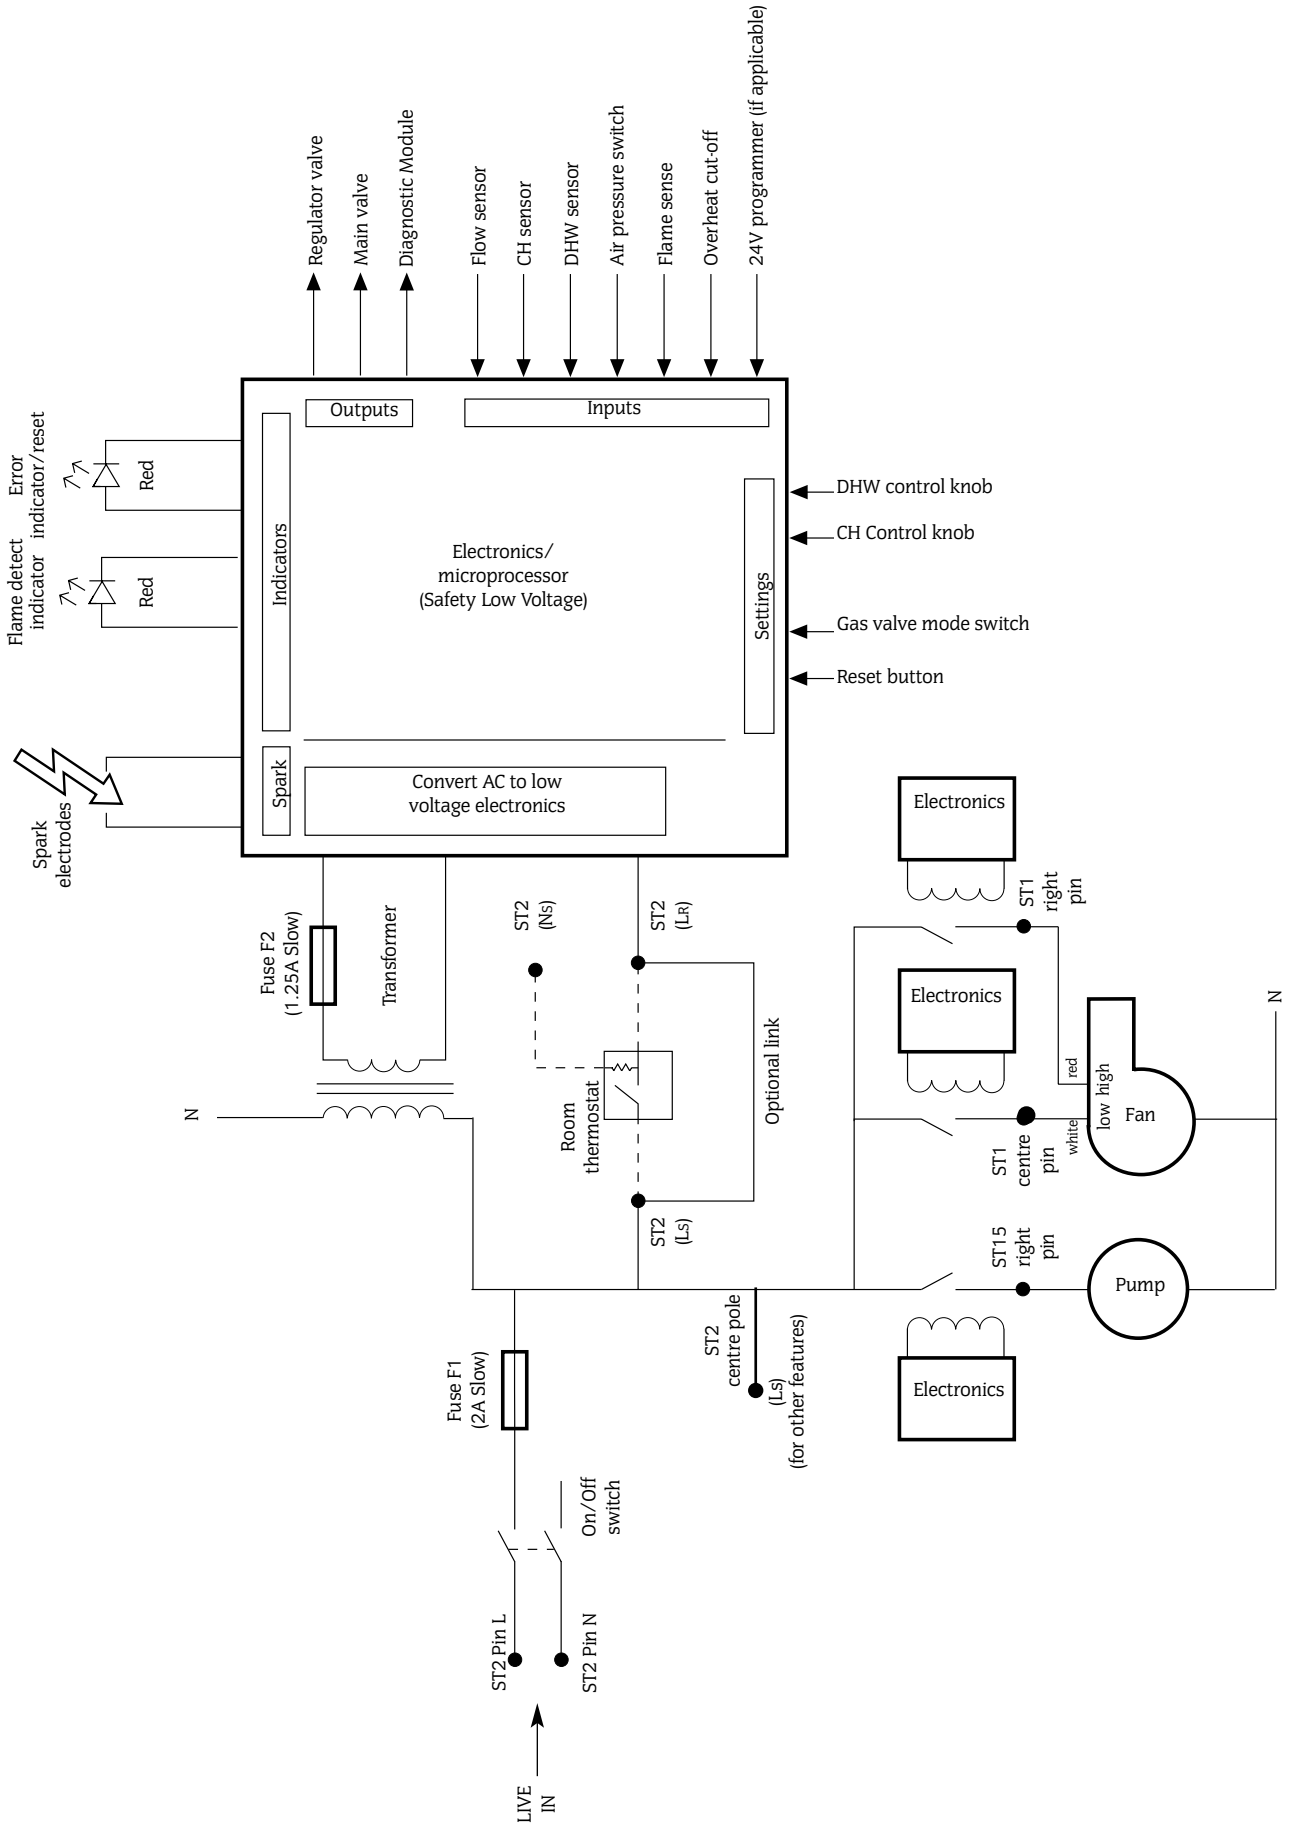 Flame detect
indicator
Error
indicator/reset
Red
Red
Spark
electrodes
Regulator valve
Main valve
Diagnostic Module
Flow sensor
CH sensor
DHW sensor
Air pressure switch
Flame sense
Overheat cut-off
24V programmer (if applicable)
Outputs
Inputs
Indicators
Spark
Settings
Electronics/
microprocessor
(Safety Low Voltage)
Convert AC to low
voltage electronics
DHW control knob
CH Control knob
Gas valve mode switch
Reset button
Fuse F2
(1.25A Slow)
Transformer
N
ST2
(Ns)
ST2
(LR)
Room
thermostat
Optional link
ST2
(Ls)
Fuse F1
(2A Slow)
ST2
centre pole
(Ls)
(for other features)
On/Off
switch
ST2 Pin L
ST2 Pin N
LIVE
IN
Electronics
ST1
right
pin
Electronics
red
low high
Fan
white
ST1
centre
pin
N
ST15
right
pin
Pump
Electronics